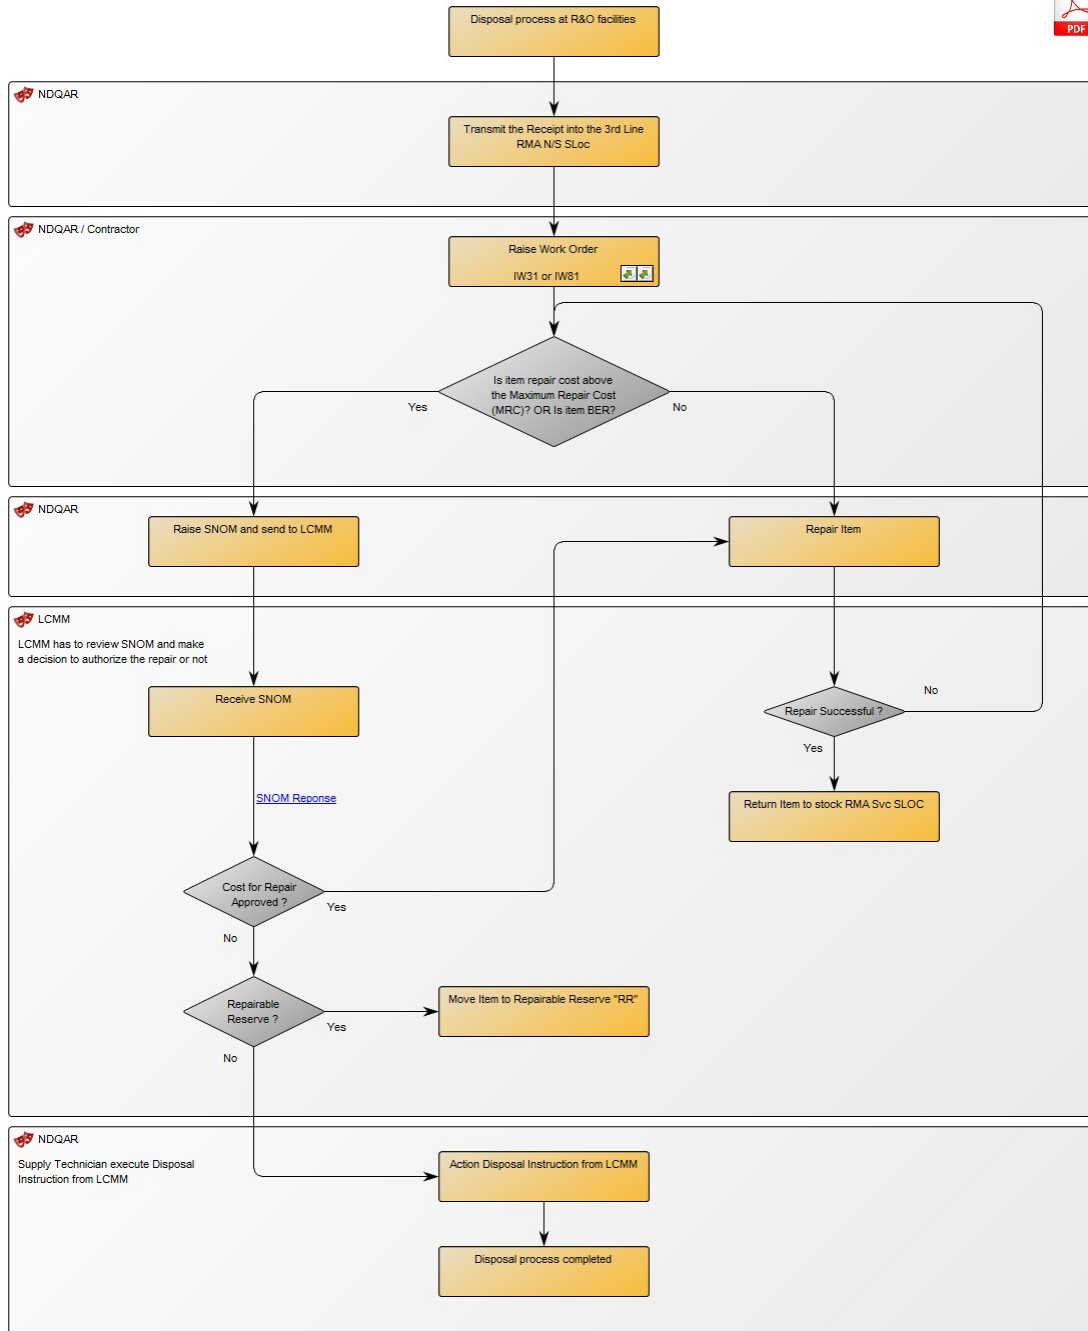 Disposal process at R&O facilities
PDF
NDQAR
Transmit the Receipt into the 3rd Line
RMA N/S SLoc
NDQAR / Contractor
Raise Work Order
IW31 or IW81
Is item repair cost above
the Maximum Repair Cost
(MRC)? OR Is item BER?
Yes
No
NDQAR
Raise SNOM and send to LCMM
Repair Item
LCMM
LCMM has to review SNOM and make
a decision to authorize the repair or not
Receive SNOM
No
Repair Successful ?
Yes
SNOM Reponse
Return Item to stock RMA Svc SLOC
Cost for Repair
Approved ?
Yes
No
Repairable
Reserve ?
Move Item to Repairable Reserve "RR"
Yes
No
NDQAR
Supply Technician execute Disposal
Instruction from LCMM
Action Disposal Instruction from LCMM
Disposal process completed